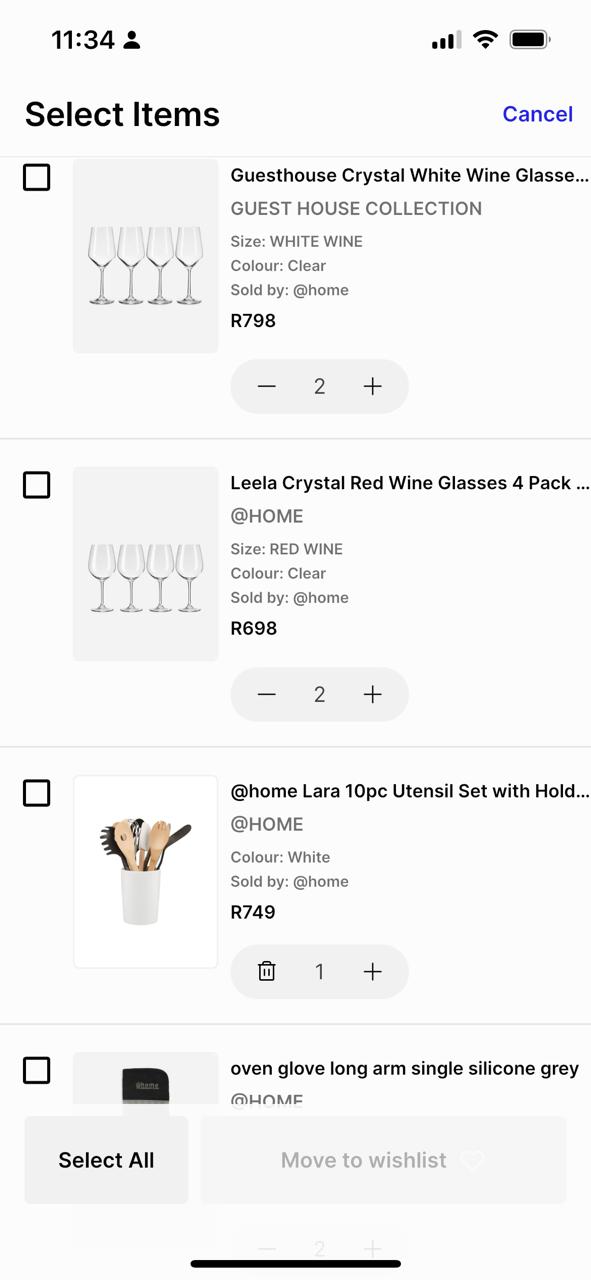 11:34
Select Items
Cancel
Guesthouse Crystal White Wine Glasse...
GUEST HOUSE COLLECTION
Size: WHITE WINE
Colour: Clear
Sold by: @home
R798
2
Leela Crystal Red Wine Glasses 4 Pack ...
@HOME
Size: RED WINE
Colour: Clear
Sold by: @home
R698
2
@home Lara 10pc Utensil Set with Hold...
@HOME
Colour: White
Sold by: @home
R749
1
@home
oven glove long arm single silicone grey
@HOME
Select All
Move to wishlist
2